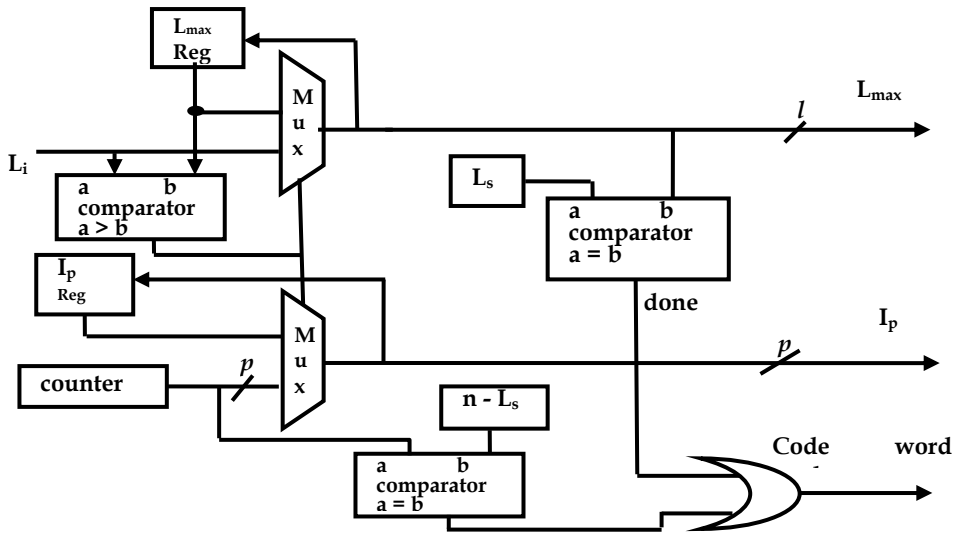 Lmax
Reg
M
u
x
l
Lmax
Li
a b
comparator
a > b
Ls
a b
comparator
a = b
done
Ip
Reg
M
u
x
p
Ip
counter
p
n - Ls
a b
comparator
a = b
Code word